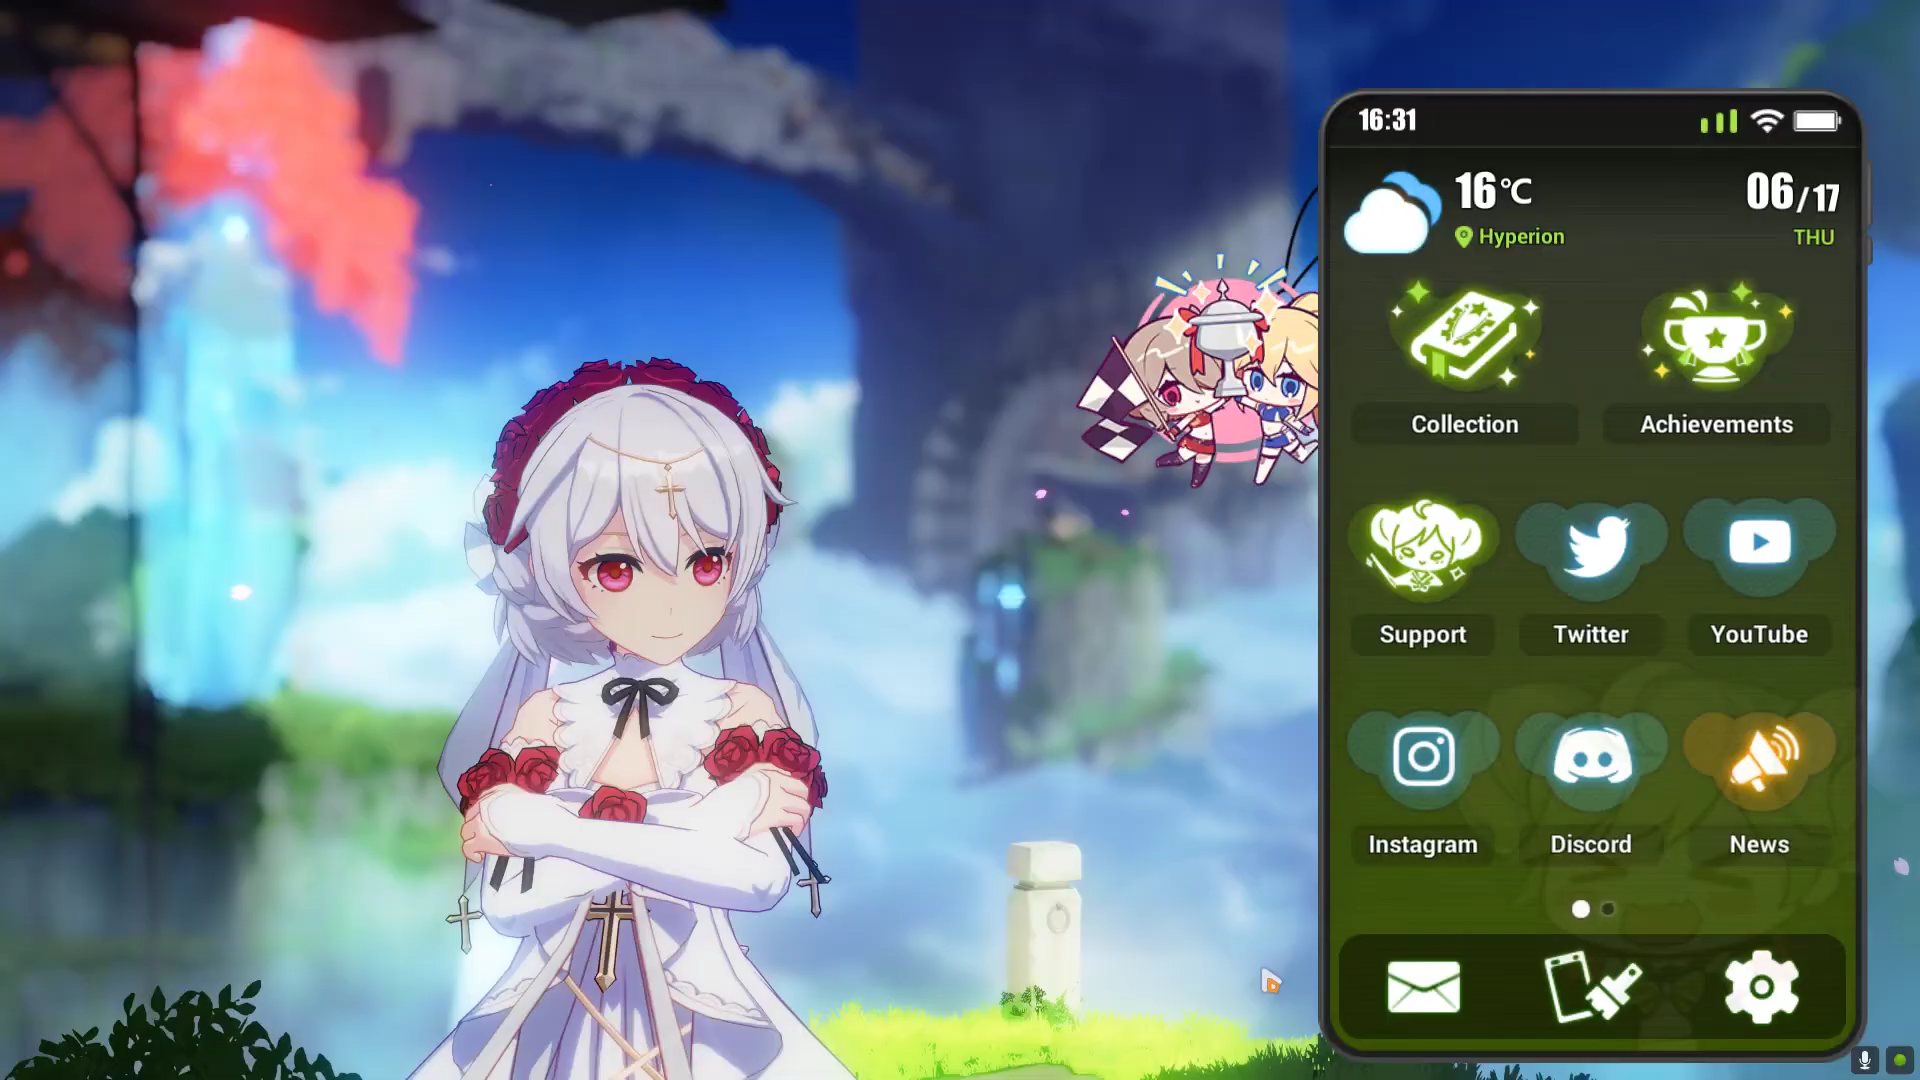 16:31
16℃
06/17
Hyperion
THU
Collection
Achievements
Support
Twitter
YouTube
Instagram
Discord
News